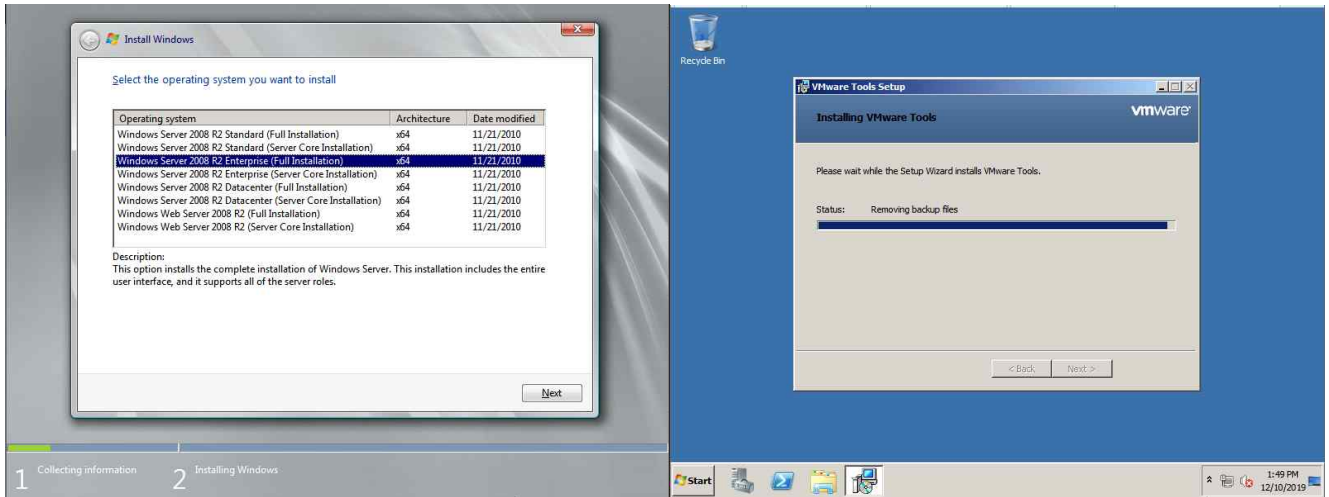 Install Windows
Select the operating system you want to install
Operating system Architecture Date modified
Windows Server 2008 R2 Standard (Full Installation) x64 11/21/2010
Windows Server 2008 R2 Standard (Server Core Installation) x64 11/21/2010
Windows Server 2008 R2 Enterprise (Full Installation) x64 11/21/2010
Windows Server 2008 R2 Enterprise (Server Core Installation) x64 11/21/2010
Windows Server 2008 R2 Datacenter (Full Installation) x64 11/21/2010
Windows Server 2008 R2 Datacenter (Server Core Installation) x64 11/21/2010
Windows Web Server 2008 R2 (Full Installation) x64 11/21/2010
Windows Web Server 2008 R2 (Server Core Installation) x64 11/21/2010
Description:
This option installs the complete installation of Windows Server. This installation includes the entire
user interface, and it supports all of the server roles.
Next
1 Collecting information 2 Installing Windows
Recycle Bin
VMware Tools Setup
Installing VMware Tools
vmware
Please wait while the Setup Wizard installs VMware Tools.
Status: Removing backup files
< Back Next >
Start
1:49 PM
12/10/2019